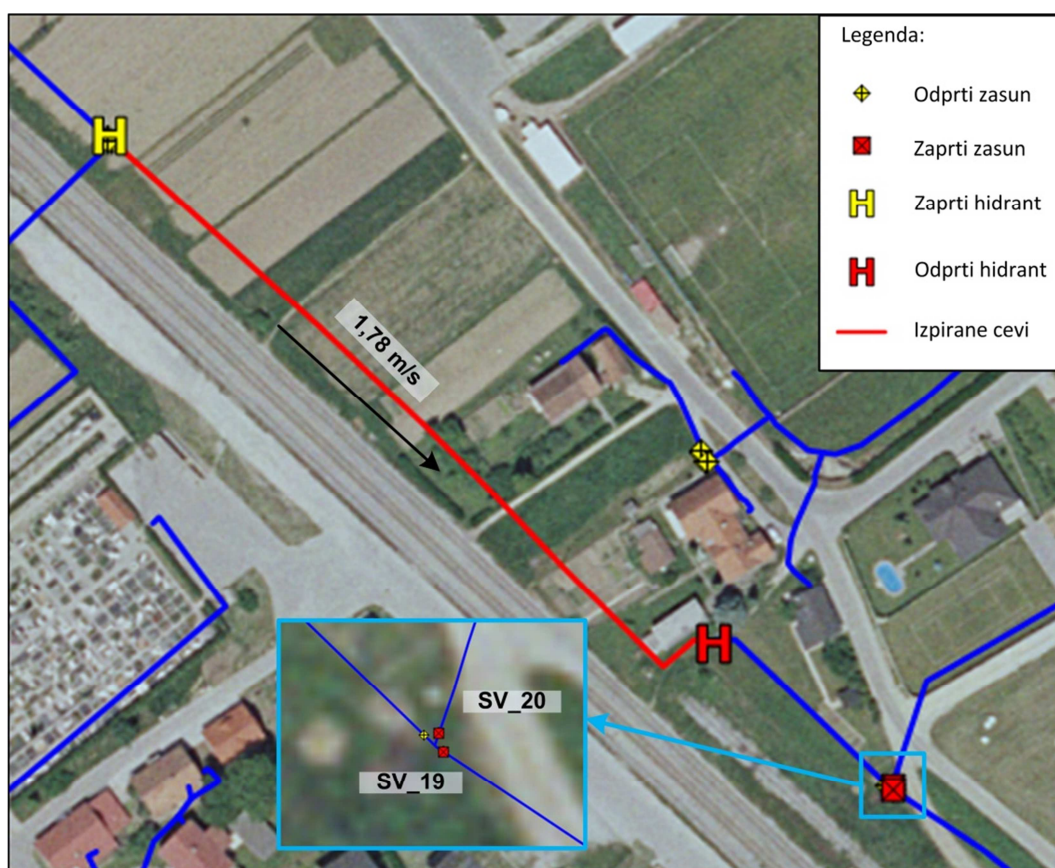 Legenda:
Odprti zasun
Zaprti zasun
H Zaprti hidrant
H Odprti hidrant
Izpirane cevi
H
1,78 m/s
H
SV_20
SV_19